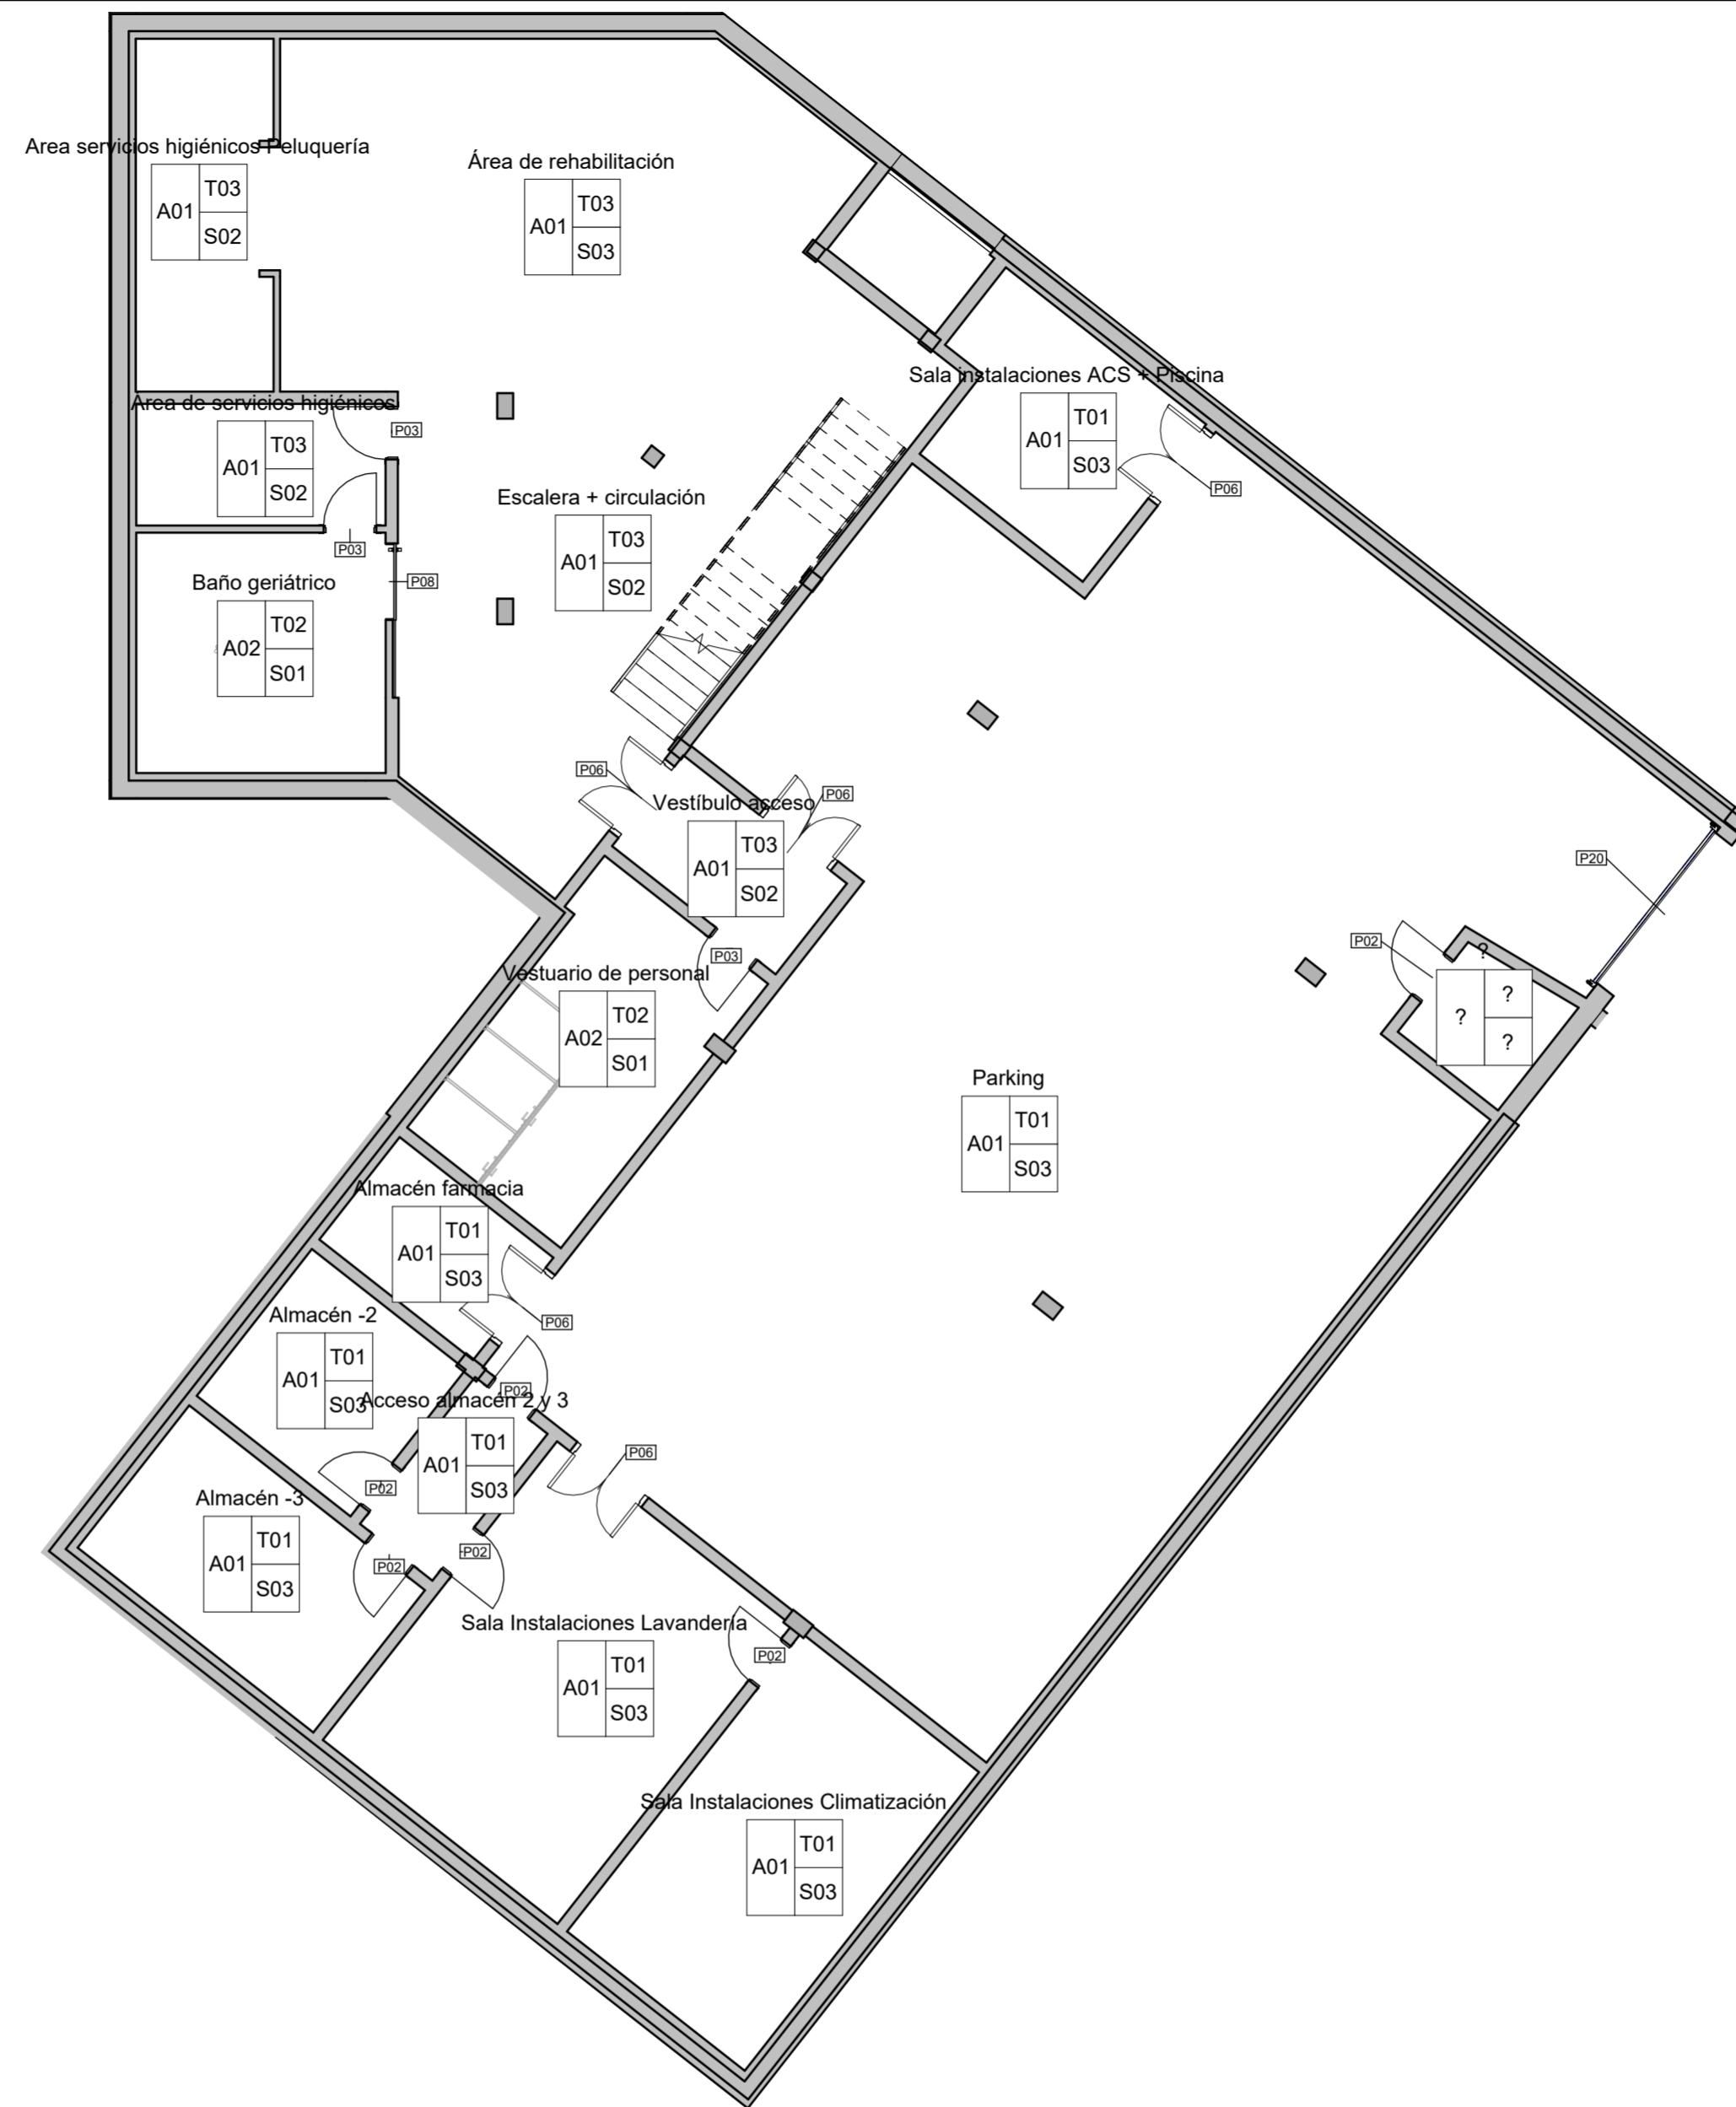 Area servicios higiénicos Peluquería
A01
T03
S02
Área de rehabilitación
A01
T03
S03
Sala instalaciones ACS + Piscina
A01
T01
S03
P06
Area de servicios higiénicos
A01
T03
S02
P03
P03
Escalera + circulación
A01
T03
S02
Baño geriátrico
A02
T02
S01
P08
P06
Vestíbulo acceso
A01
T03
S02
P06
P20
P02
?
?
?
?
P03
Vestuario de personal
A02
T02
S01
Parking
A01
T01
S03
Almacén farmacia
A01
T01
S03
P06
Almacén -2
A01
T01
S03
P02
Acceso almacén 2 y 3
A01
T01
S03
P06
P02
Almacén -3
A01
T01
S03
P02
P02
Sala Instalaciones Lavandería
A01
T01
S03
P02
Sala Instalaciones Climatización
A01
T01
S03